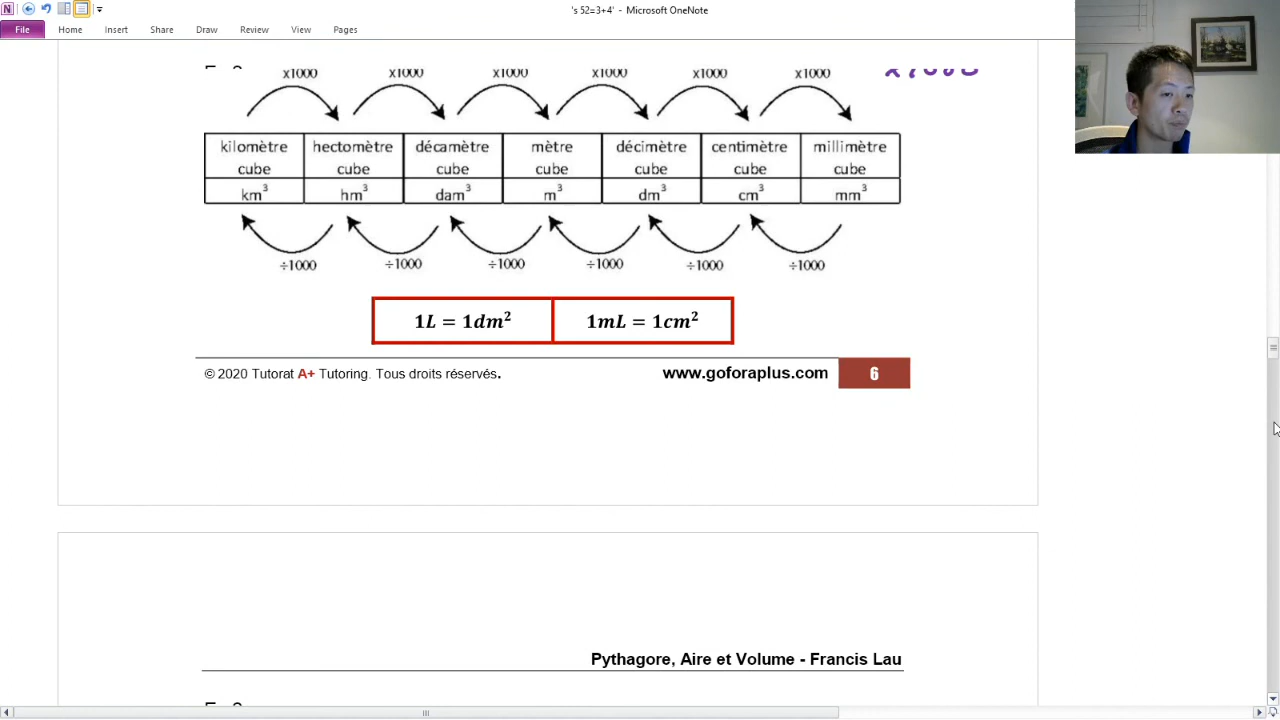 's 52=3+4' - Microsoft OneNote
File Home Insert Share Draw Review View Pages
x1000 x1000 x1000 x1000 x1000 x1000
kilomètre cube hectomètre cube décamètre cube mètre cube décimètre cube centimètre cube millimètre cube
km³ hm³ dam³ m³ dm³ cm³ mm³
÷1000 ÷1000 ÷1000 ÷1000 ÷1000 ÷1000
1L = 1dm² 1mL = 1cm²
© 2020 Tutorat A+ Tutoring. Tous droits réservés. www.goforaplus.com 6
Pythagore, Aire et Volume - Francis Lau